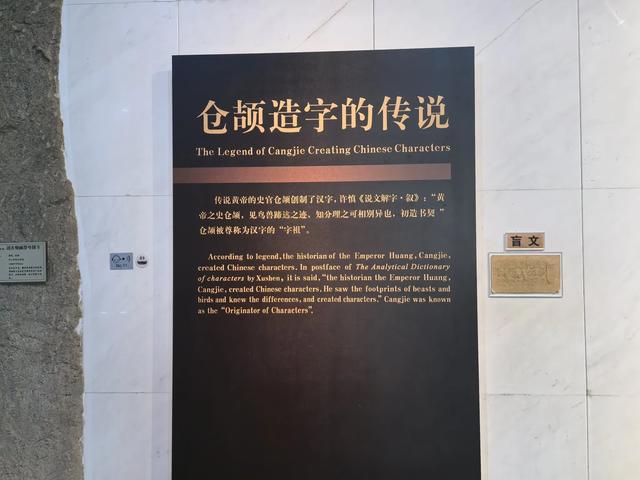 仓颉造字的传说
The Legend of Cangjie Creating Chinese Characters
传说黄帝的史官仓颉创制了汉字，许慎《说文解字·叙》：“黄
帝之史仓颉，见鸟兽蹄迒之迹、知分理之可相别异也，初造书契”
仓颉被尊称为汉字的“字祖”。
According to legend, the historian of the Emperor Huang, Cangjie,
created Chinese characters. In postface of The Analytical Dictionary
of characters by Xushen, it is said, "the historian the Emperor Huang,
Cangjie, created Chinese characters. He saw the footprints of beasts and
birds and knew the differences, and created characters." Cangjie was known
as the "Originator of Characters".
盲文